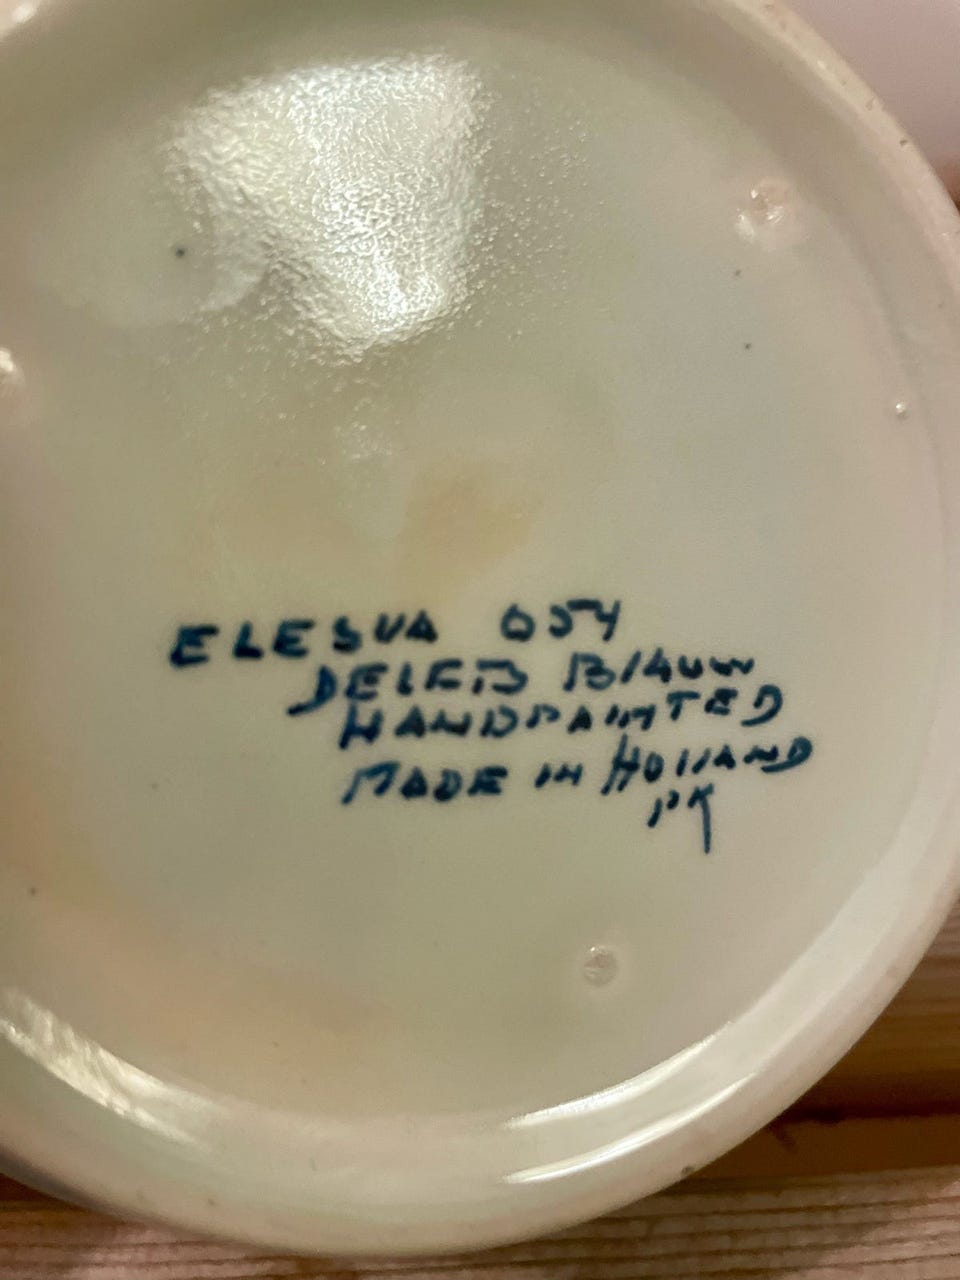 ELESVA 054
DELFTS BlAUW
HANDPAINTED
MADE IN HOllAND
PK